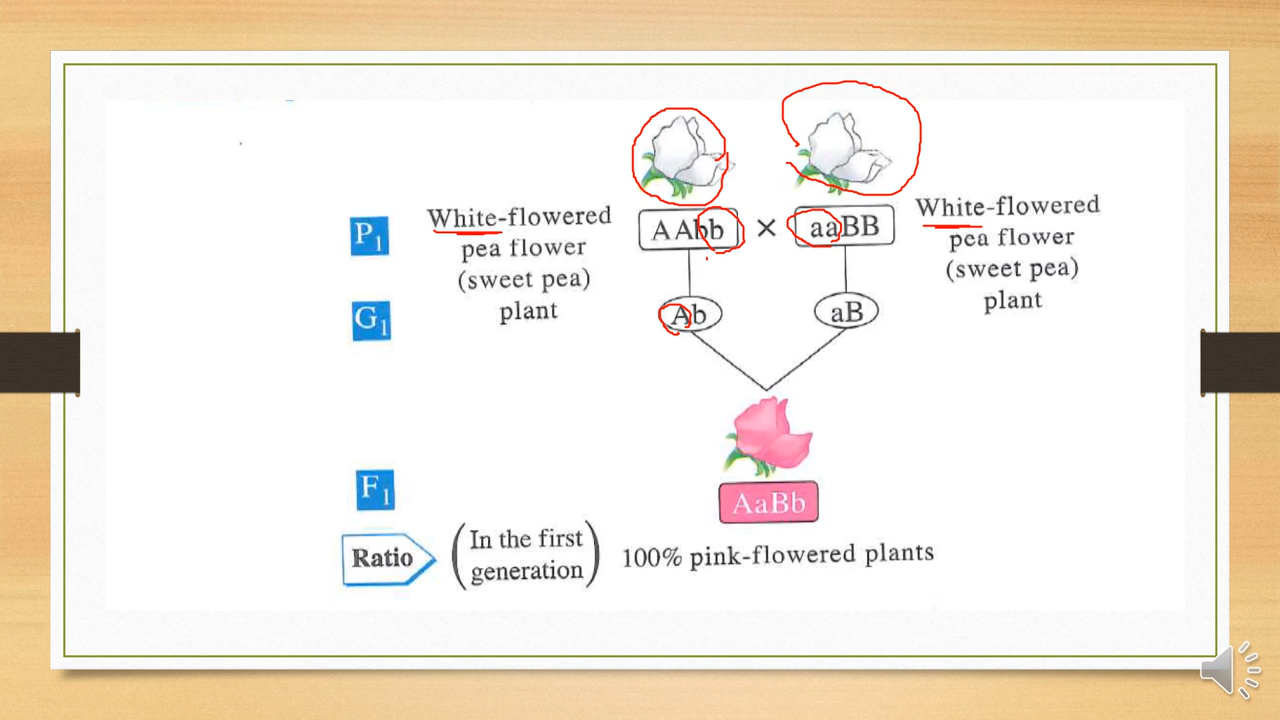 P1
White-flowered
pea flower
(sweet pea)
plant
AAbb × aaBB
White-flowered
pea flower
(sweet pea)
plant
G1
Ab aB
F1
AaBb
Ratio
(In the first
generation)
100% pink-flowered plants